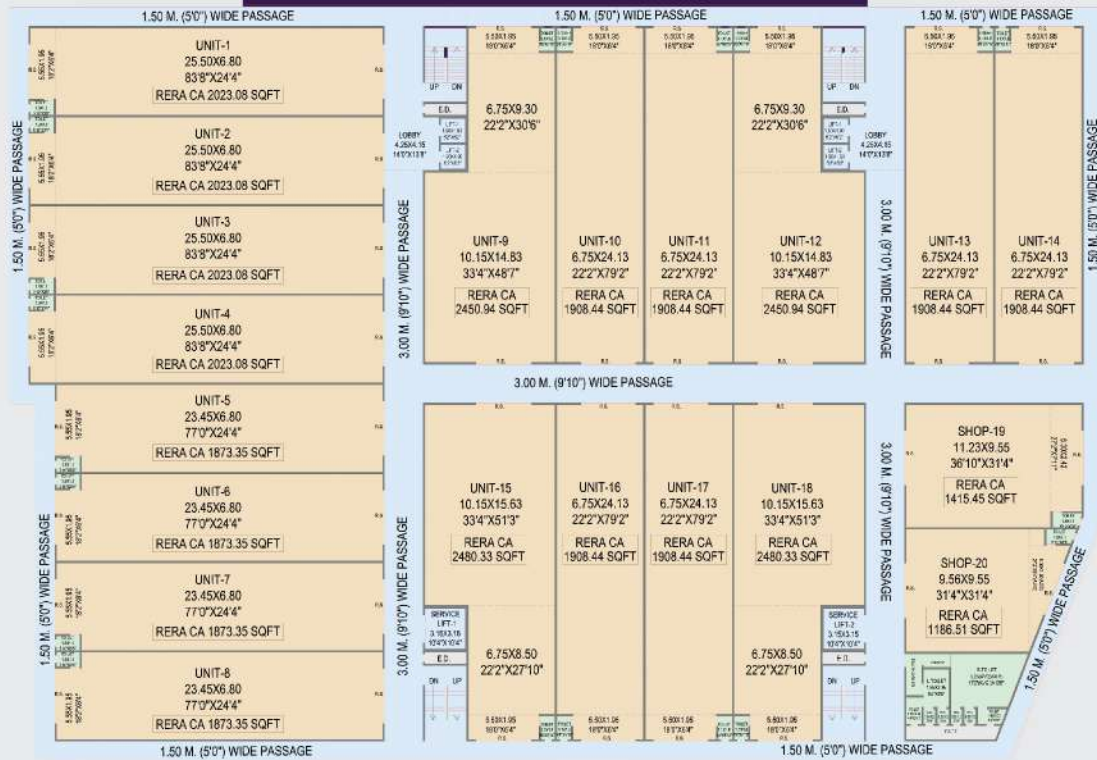 1.50 M. (5'0") WIDE PASSAGE
1.50 M. (5'0") WIDE PASSAGE
1.50 M. (5'0") WIDE PASSAGE
1.50 M. (5'0") WIDE PASSAGE
1.50 M. (5'0") WIDE PASSAGE
UNIT-1
25.50X6.80
83'8"X24'4"
RERA CA 2023.08 SQFT
UNIT-2
25.50X6.80
83'8"X24'4"
RERA CA 2023.08 SQFT
UNIT-3
25.50X6.80
83'8"X24'4"
RERA CA 2023.08 SQFT
UNIT-4
25.50X6.80
83'8"X24'4"
RERA CA 2023.08 SQFT
UNIT-5
23.45X6.80
77'0"X24'4"
RERA CA 1873.35 SQFT
UNIT-6
23.45X6.80
77'0"X24'4"
RERA CA 1873.35 SQFT
UNIT-7
23.45X6.80
77'0"X24'4"
RERA CA 1873.35 SQFT
UNIT-8
23.45X6.80
77'0"X24'4"
RERA CA 1873.35 SQFT
1.50 M. (5'0") WIDE PASSAGE
1.50 M. (5'0") WIDE PASSAGE
UP DN
E.D.
LOBBY
4.25X4.15
6.75X9.30
22'2"X30'6"
3.00 M. (9'10") WIDE PASSAGE
UNIT-9
10.15X14.83
33'4"X48'7"
RERA CA
2450.94 SQFT
UNIT-10
6.75X24.13
22'2"X79'2"
RERA CA
1908.44 SQFT
UNIT-11
6.75X24.13
22'2"X79'2"
RERA CA
1908.44 SQFT
6.75X9.30
22'2"X30'6"
UNIT-12
10.15X14.83
33'4"X48'7"
RERA CA
2450.94 SQFT
UP DN
E.D.
LOBBY
4.25X4.15
3.00 M. (9'10") WIDE PASSAGE
UNIT-13
6.75X24.13
22'2"X79'2"
RERA CA
1908.44 SQFT
UNIT-14
6.75X24.13
22'2"X79'2"
RERA CA
1908.44 SQFT
3.00 M. (9'10") WIDE PASSAGE
3.00 M. (9'10") WIDE PASSAGE
UNIT-15
10.15X15.63
33'4"X51'3"
RERA CA
2480.33 SQFT
UNIT-16
6.75X24.13
22'2"X79'2"
RERA CA
1908.44 SQFT
UNIT-17
6.75X24.13
22'2"X79'2"
RERA CA
1908.44 SQFT
UNIT-18
10.15X15.63
33'4"X51'3"
RERA CA
2480.33 SQFT
3.00 M. (9'10") WIDE PASSAGE
SHOP-19
11.23X9.55
36'10"X31'4"
RERA CA
1415.45 SQFT
SHOP-20
9.56X9.55
31'4"X31'4"
RERA CA
1186.51 SQFT
SERVICE
LIFT-1
3.15X3.15
10'4"X10'4"
E.D.
DN UP
6.75X8.50
22'2"X27'10"
6.75X8.50
22'2"X27'10"
SERVICE
LIFT-2
3.15X3.15
10'4"X10'4"
E.D.
DN UP
1.50 M. (5'0") WIDE PASSAGE
1.50 M. (5'0") WIDE PASSAGE